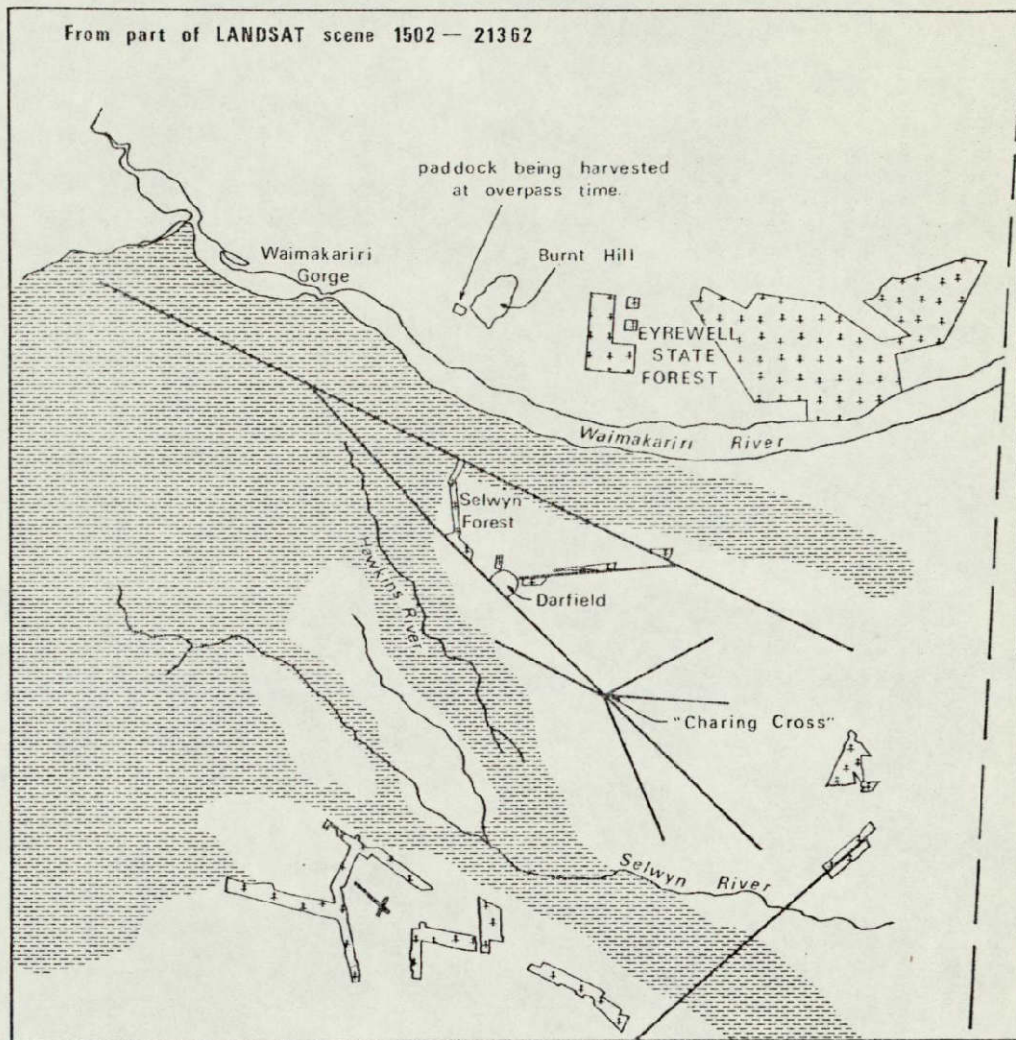 From part of LANDSAT scene 1502 — 21362
paddock being harvested
at overpass time.
Waimakariri
Gorge
Burnt Hill
EYREWELL
STATE
FOREST
Waimakariri River
Selwyn
Forest
Hawkins River
Darfield
"Charing Cross"
Selwyn River